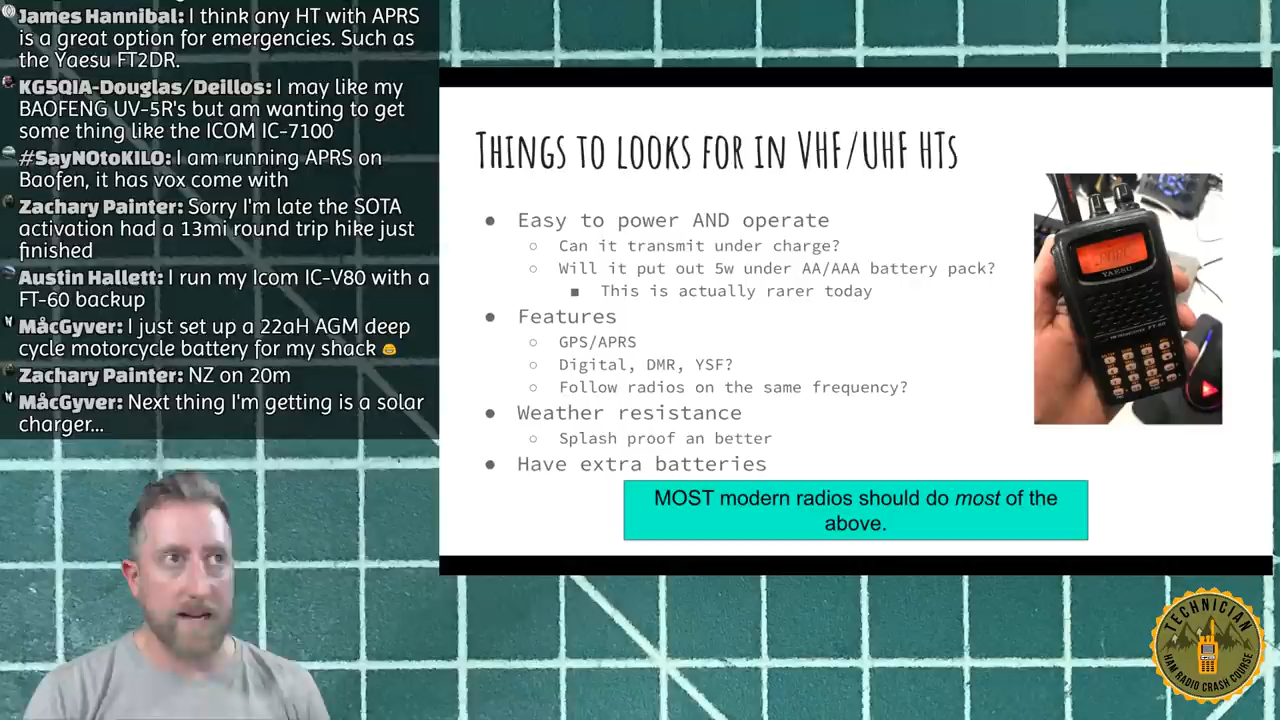 James Hannibal: I think any HT with APRS
is a great option for emergencies. Such as
the Yaesu FT2DR.
KG5QIA-Douglas/Deillos: I may like my
BAOFENG UV-5R's but am wanting to get
some thing like the ICOM IC-7100
#SayNOtoKILO: I am running APRS on
Baofen, it has vox come with
Zachary Painter: Sorry I'm late the SOTA
activation had a 13mi round trip hike just
finished
Austin Hallett: I run my Icom IC-V80 with a
FT-60 backup
MåcGyver: I just set up a 22aH AGM deep
cycle motorcycle battery for my shack
Zachary Painter: NZ on 20m
MåcGyver: Next thing I'm getting is a solar
charger...
THINGS TO LOOKS FOR IN VHF/UHF HTS
Easy to power AND operate
Can it transmit under charge?
Will it put out 5w under AA/AAA battery pack?
This is actually rarer today
Features
GPS/APRS
Digital, DMR, YSF?
Follow radios on the same frequency?
Weather resistance
Splash proof an better
Have extra batteries
MOST modern radios should do most of the
above.
YAESU
TECHNICIAN
HAM RADIO CRASH COURSE